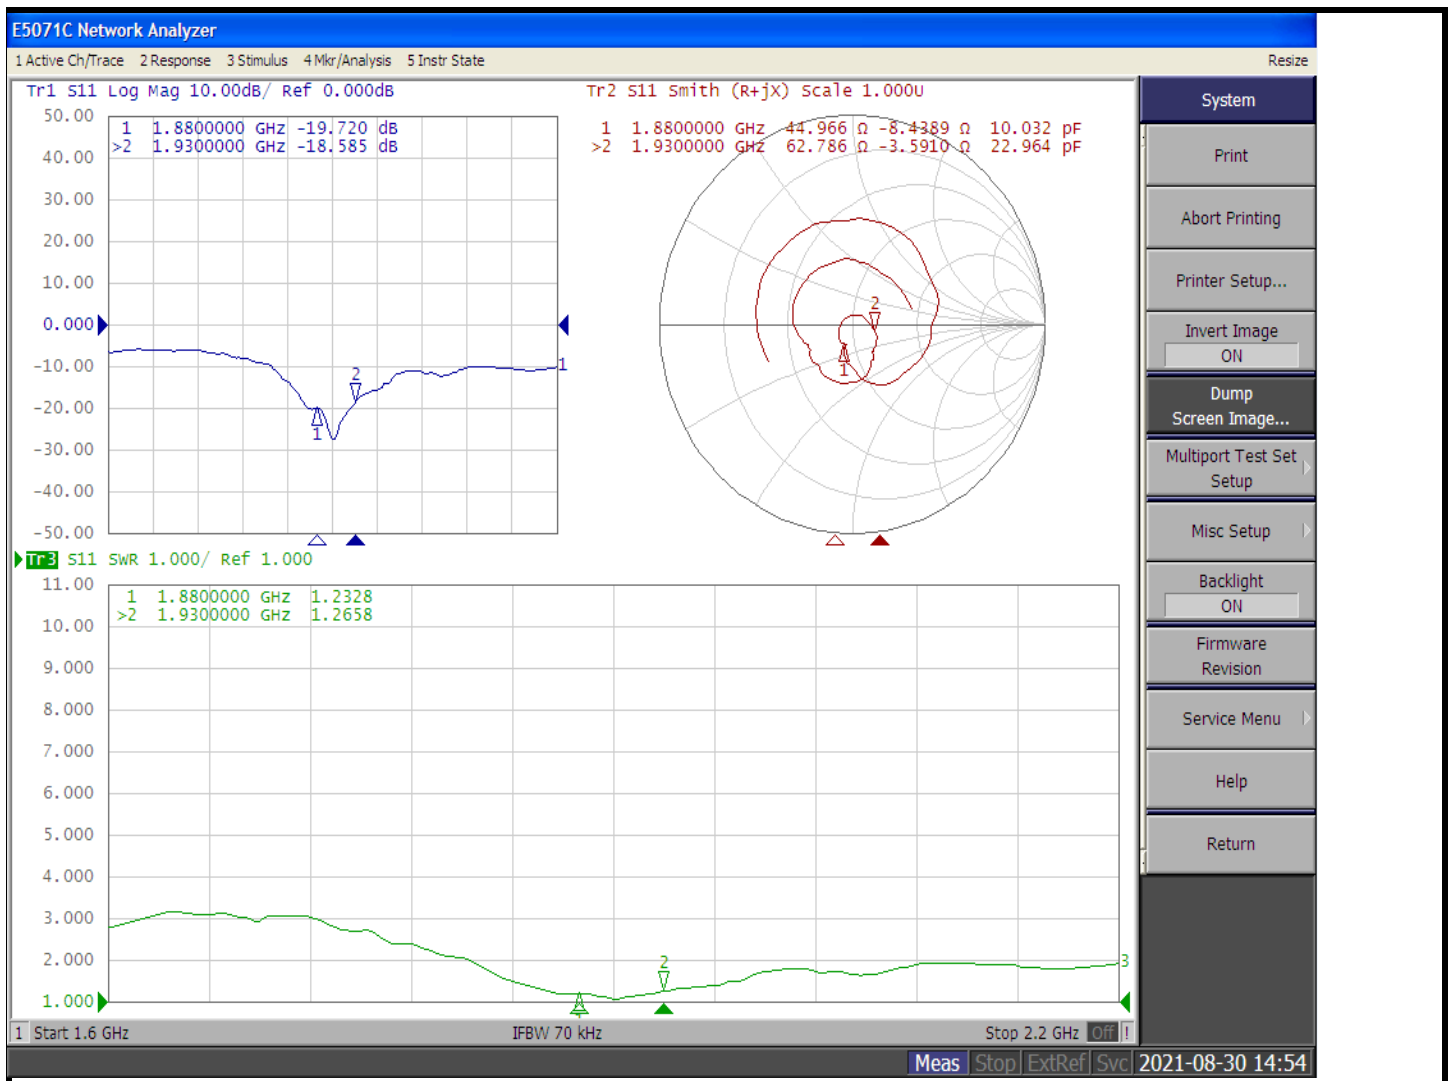 E5071C Network Analyzer
1 Active Ch/Trace 2 Response 3 Stimulus 4 Mkr/Analysis 5 Instr State Resize
Tr1 S11 Log Mag 10.00dB/ Ref 0.000dB
50.00
1 1.8800000 GHz -19.720 dB
>2 1.9300000 GHz -18.585 dB
40.00
30.00
20.00
10.00
0.000
-10.00
-20.00
-30.00
-40.00
-50.00
1
2
1
Tr2 S11 Smith (R+jX) Scale 1.000U
1 1.8800000 GHz 44.966 Ω -8.4389 Ω 10.032 pF
>2 1.9300000 GHz 62.786 Ω -3.5910 Ω 22.964 pF
2
1
Tr3 S11 SWR 1.000/ Ref 1.000
11.00
1 1.8800000 GHz 1.2328
>2 1.9300000 GHz 1.2658
10.00
9.000
8.000
7.000
6.000
5.000
4.000
3.000
2.000
1.000
2
3
1 Start 1.6 GHz IFBW 70 kHz Stop 2.2 GHz Off !
System
Print
Abort Printing
Printer Setup...
Invert Image
ON
Dump
Screen Image...
Multiport Test Set
Setup
Misc Setup
Backlight
ON
Firmware
Revision
Service Menu
Help
Return
Meas Stop ExtRef Svc 2021-08-30 14:54